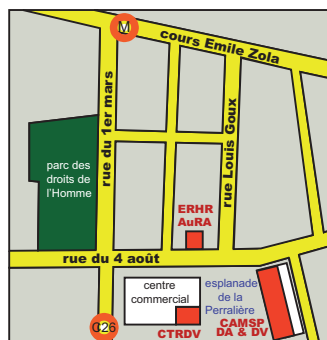 M
cours Emile Zola
rue du 1er mars
rue Louis Goux
parc des
droits de
l'Homme
ERHR
AuRA
rue du 4 août
centre
commercial
esplanade
de la
Perralière
C26
CTRDV
CAMSP
DA & DV